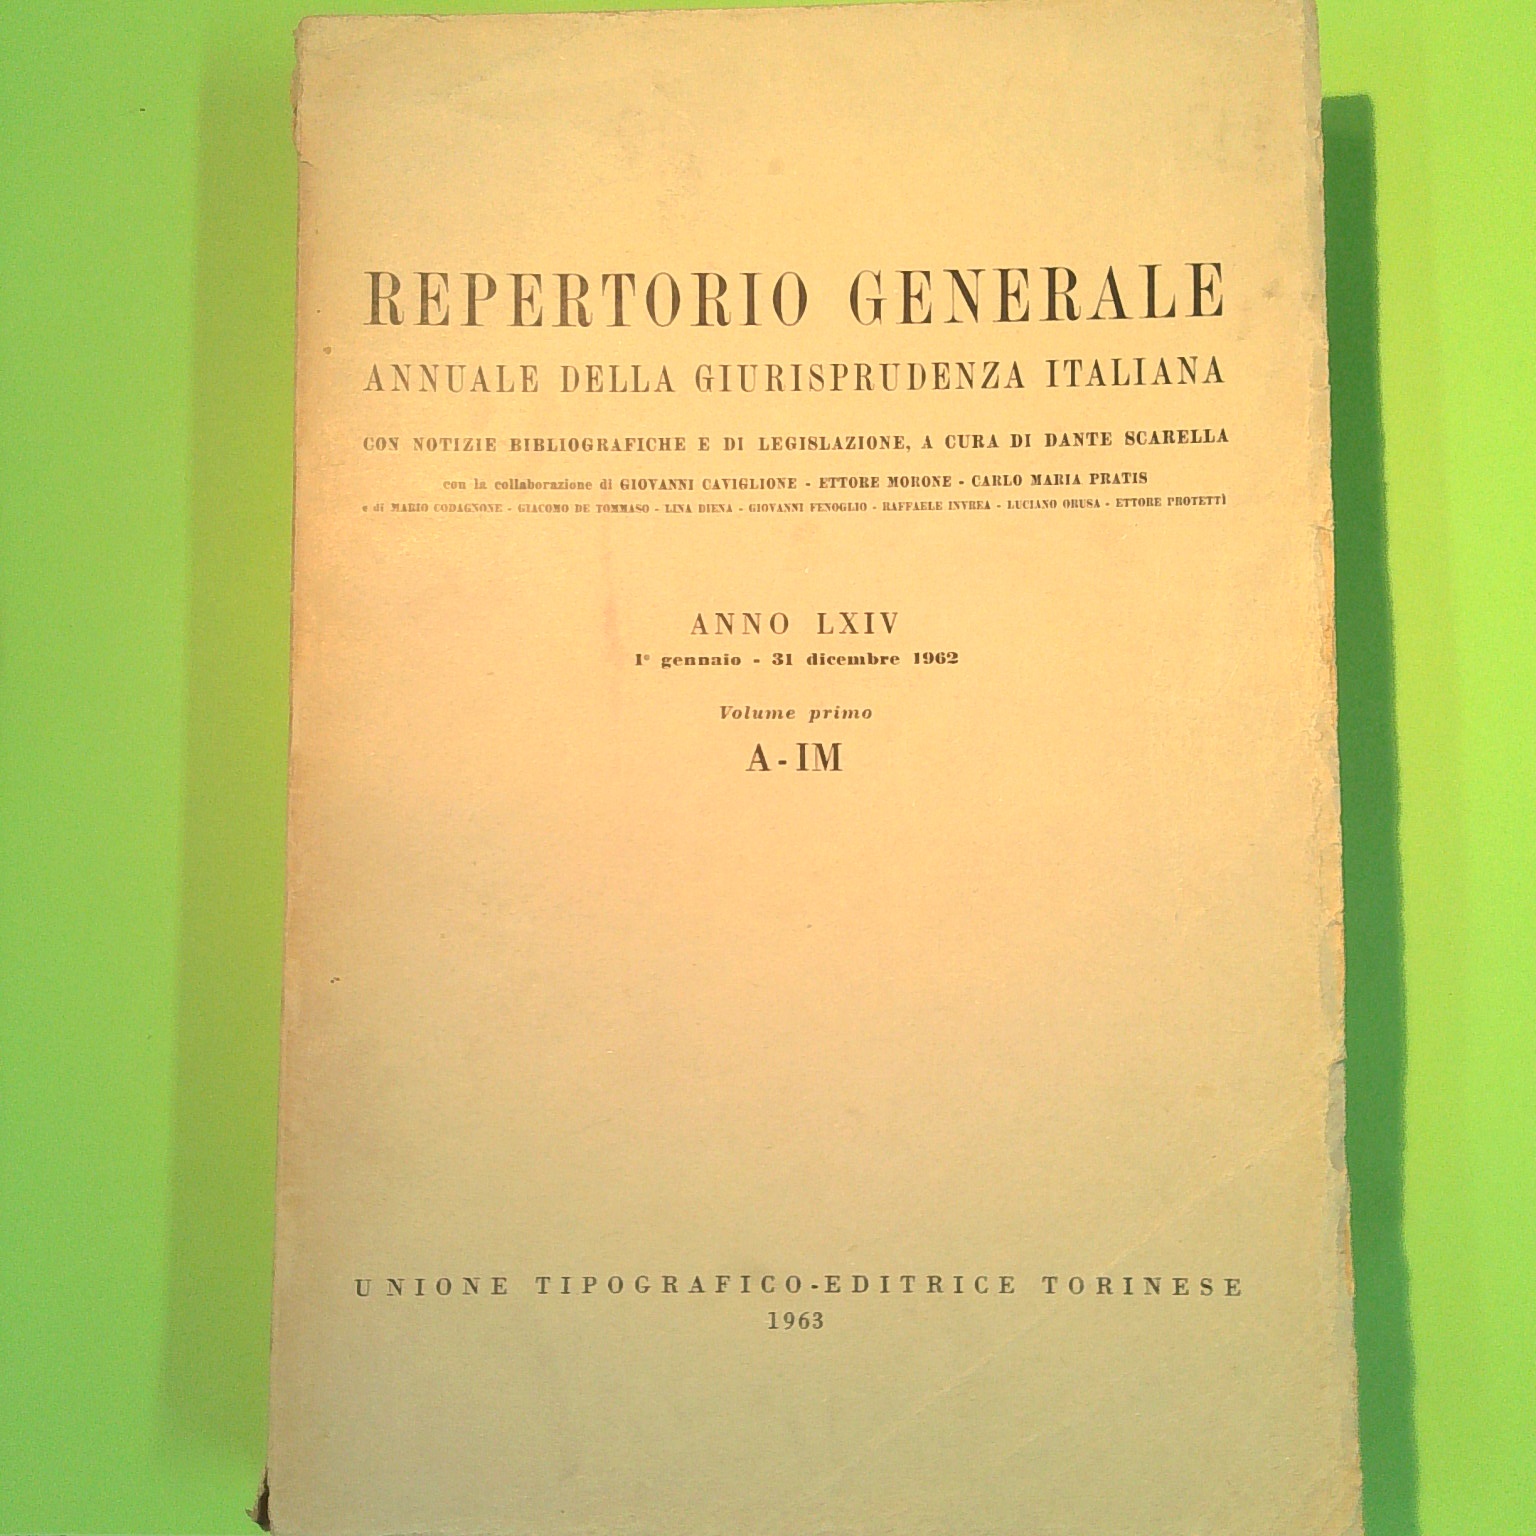 REPERTORIO GENERALE
ANNUALE DELLA GIURISPRUDENZA ITALIANA
CON NOTIZIE BIBLIOGRAFICHE E DI LEGISLAZIONE, A CURA DI DANTE SCARELLA
con la collaborazione di GIOVANNI CAVIGLIONE - ETTORE MORONE - CARLO MARIA PRATIS
e di MARIO CODAGNONE - GIACOMO DE TOMMASO - LINA DIENA - GIOVANNI FENOGLIO - RAFFAELE INVREA - LUCIANO ORUSA - ETTORE PROTETTÌ
ANNO LXIV
1° gennaio - 31 dicembre 1962
Volume primo
A - IM
UNIONE TIPOGRAFICO-EDITRICE TORINESE
1963